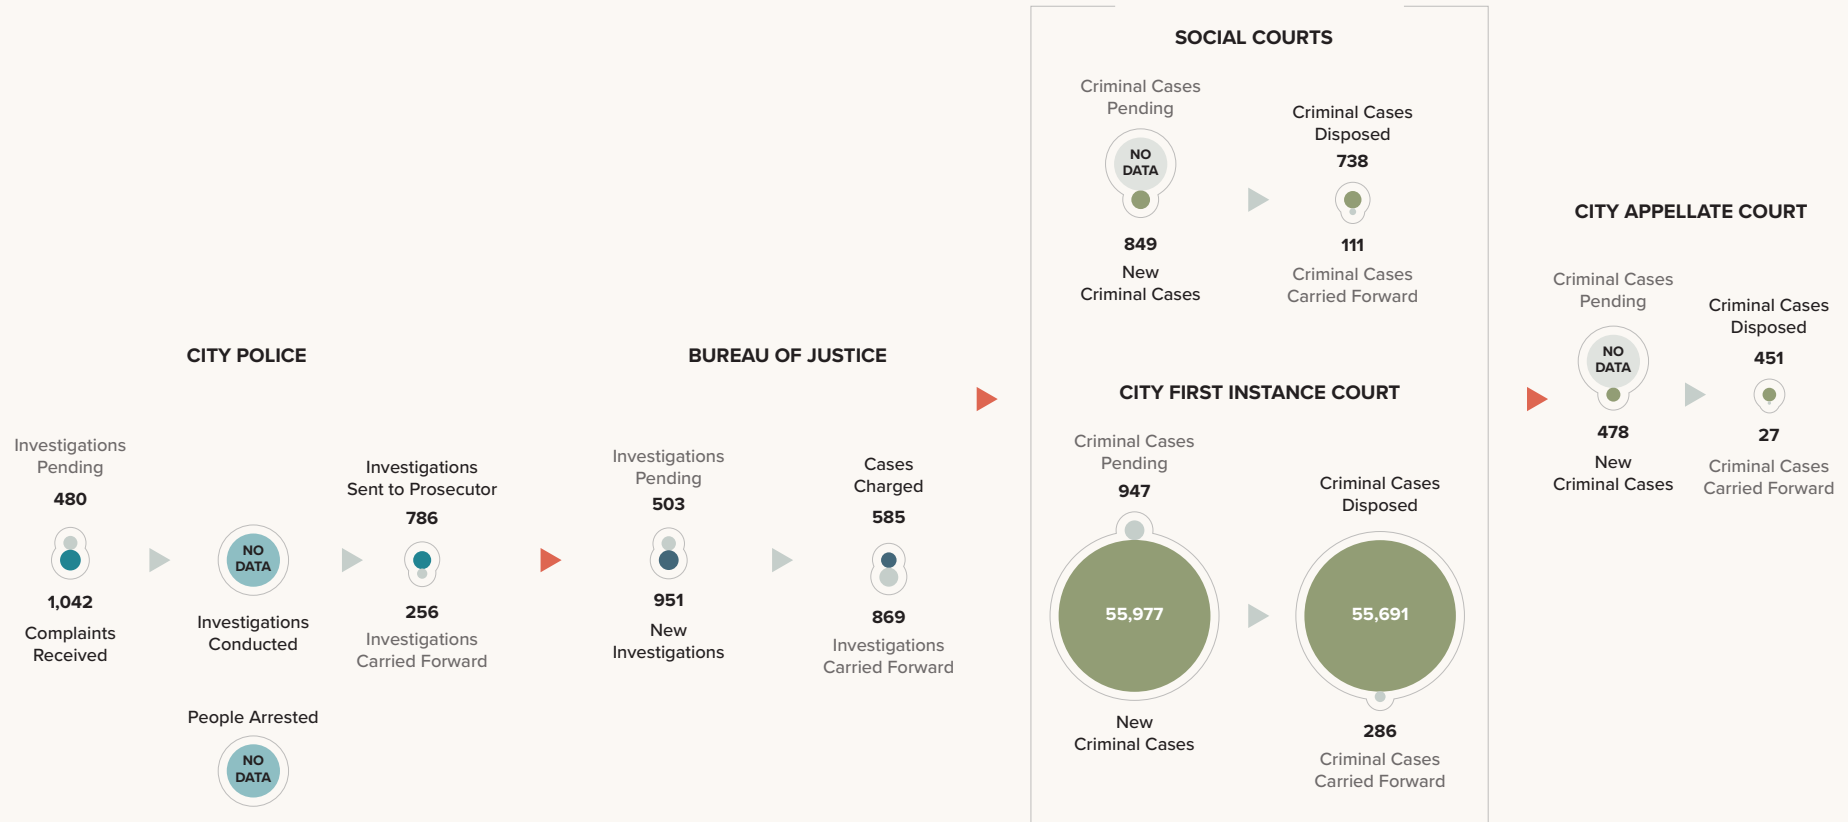 CITY POLICE
Investigations
Pending
480
1,042
Complaints
Received
NO
DATA
Investigations
Conducted
People Arrested
NO
DATA
Investigations
Sent to Prosecutor
786
256
Investigations
Carried Forward
BUREAU OF JUSTICE
Investigations
Pending
503
951
New
Investigations
Cases
Charged
585
869
Investigations
Carried Forward
SOCIAL COURTS
Criminal Cases
Pending
NO
DATA
849
New
Criminal Cases
Criminal Cases
Disposed
738
111
Criminal Cases
Carried Forward
CITY FIRST INSTANCE COURT
Criminal Cases
Pending
947
55,977
New
Criminal Cases
Criminal Cases
Disposed
55,691
286
Criminal Cases
Carried Forward
CITY APPELLATE COURT
Criminal Cases
Pending
NO
DATA
478
New
Criminal Cases
Criminal Cases
Disposed
451
27
Criminal Cases
Carried Forward